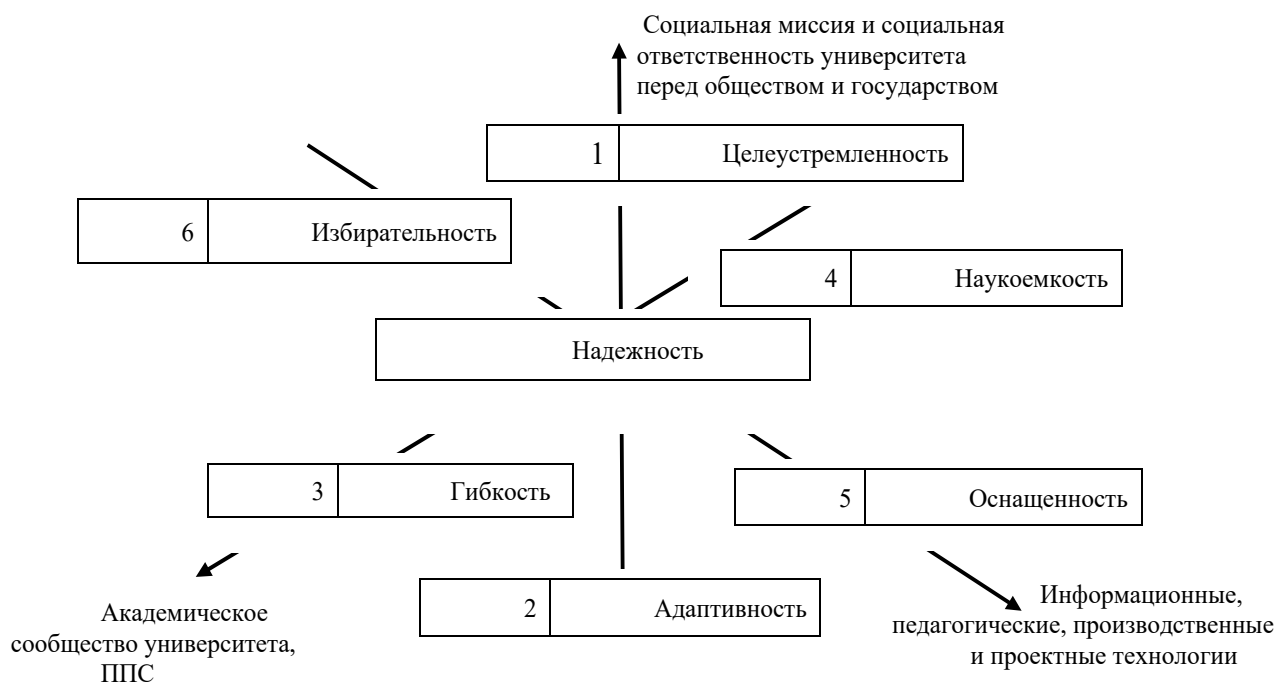 Социальная миссия и социальная
ответственность университета
перед обществом и государством
1 Целеустремленность
6 Избирательность
4 Наукоемкость
Надежность
3 Гибкость
5 Оснащенность
2 Адаптивность
Академическое
сообщество университета,
ППС
Информационные,
педагогические, производственные
и проектные технологии